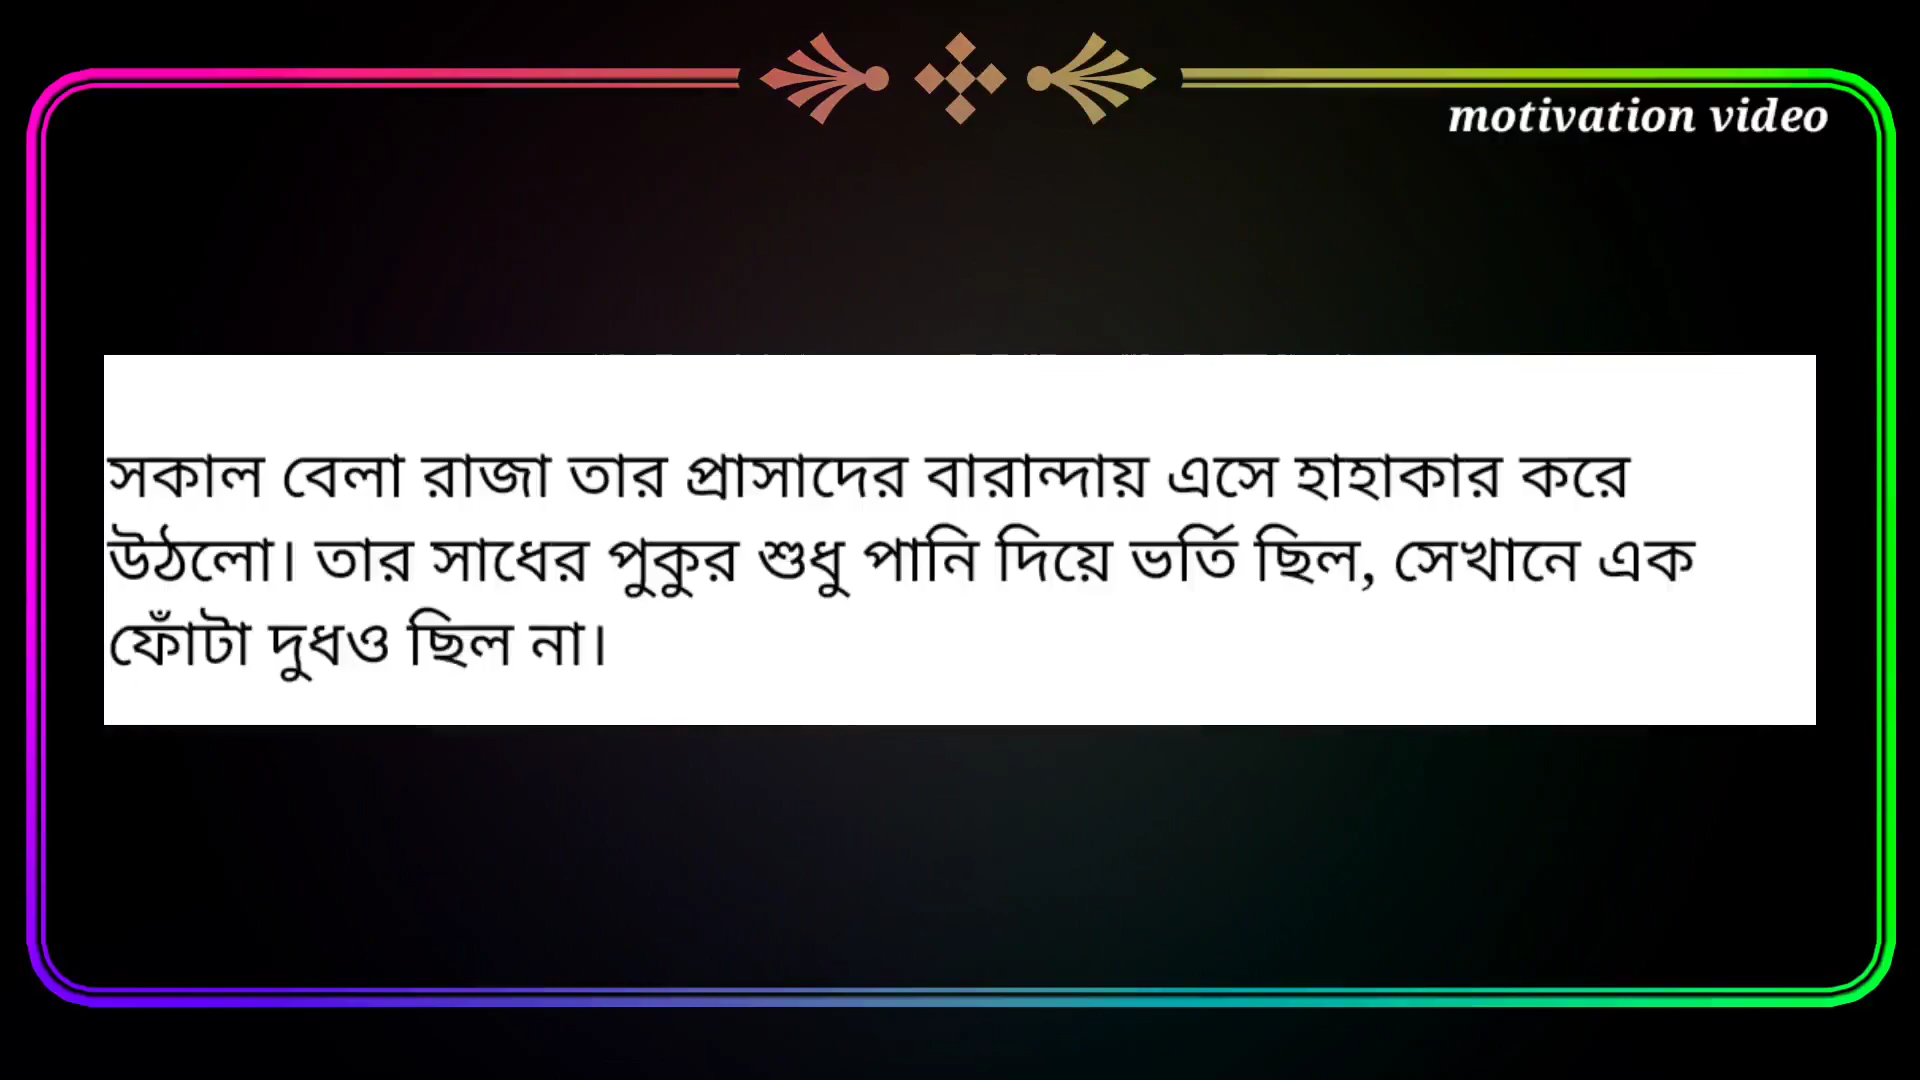 motivation video
সকাল বেলা রাজা তার প্রাসাদের বারান্দায় এসে হাহাকার করে
উঠলো। তার সাধের পুকুর শুধু পানি দিয়ে ভর্তি ছিল, সেখানে এক
ফোঁটা দুধও ছিল না।